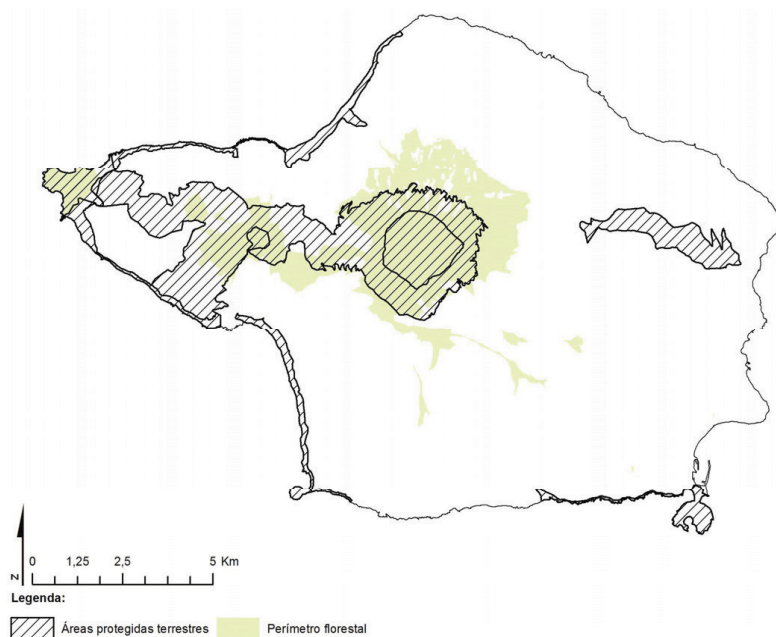 N
0 1,25 2,5 5 Km
Legenda:
Áreas protegidas terrestres Perímetro florestal